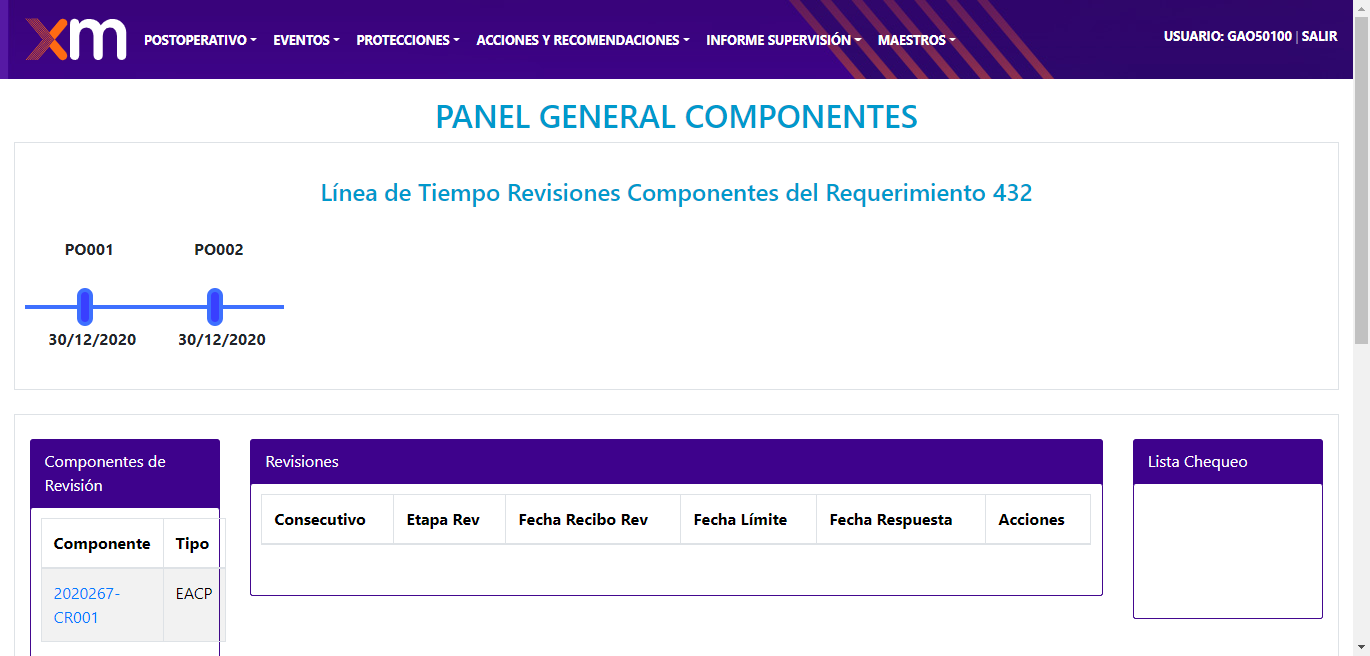 xm
POSTOPERATIVO EVENTOS PROTECCIONES ACCIONES Y RECOMENDACIONES INFORME SUPERVISIÓN MAESTROS USUARIO: GAO50100 | SALIR
PANEL GENERAL COMPONENTES
Línea de Tiempo Revisiones Componentes del Requerimiento 432
PO001 PO002
30/12/2020 30/12/2020
Componentes de
Revisión
Componente Tipo
2020267-
CR001
EACP
Revisiones
Consecutivo Etapa Rev Fecha Recibo Rev Fecha Límite Fecha Respuesta Acciones
Lista Chequeo